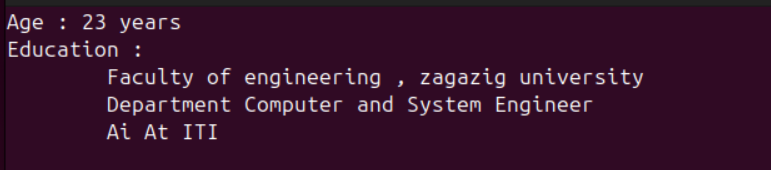 Age : 23 years
Education :
Faculty of engineering , zagazig university
Department Computer and System Engineer
Ai At ITI